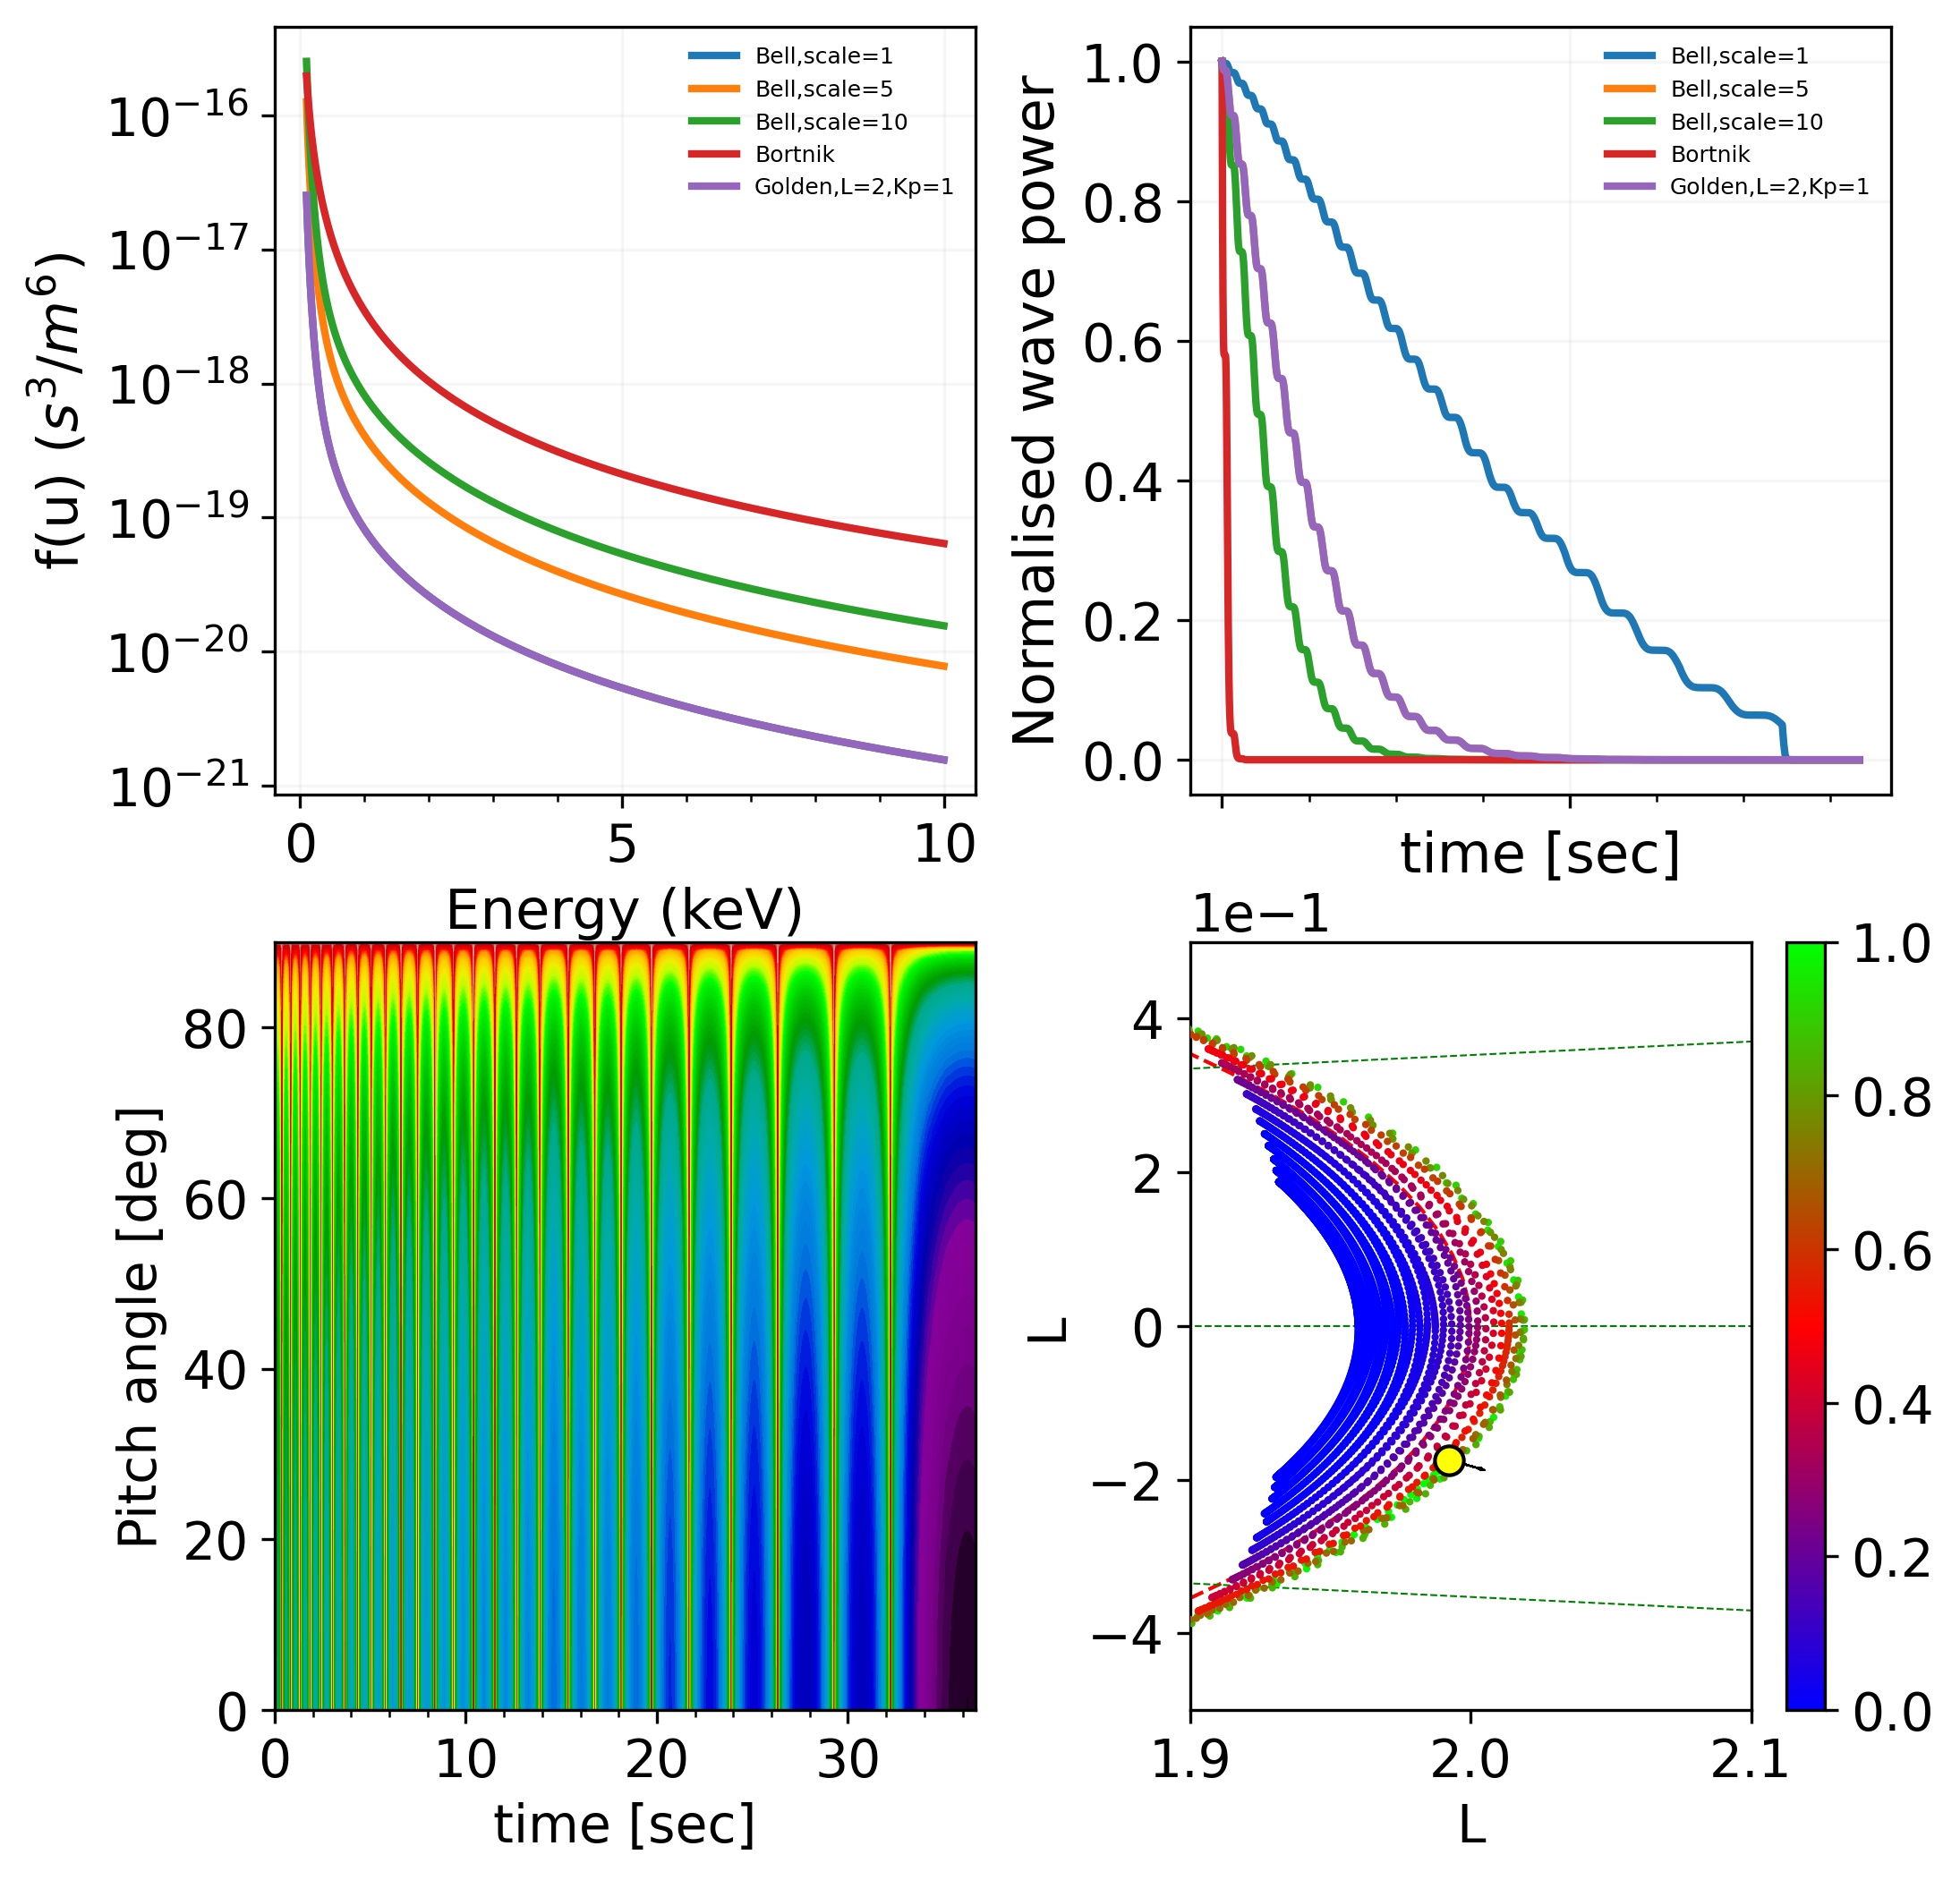 Bell,scale=1
Bell,scale=5
Bell,scale=10
Bortnik
Golden,L=2,Kp=1
f(u) (s³/m⁶)
10⁻¹⁶
10⁻¹⁷
10⁻¹⁸
10⁻¹⁹
10⁻²⁰
10⁻²¹
0 5 10
Energy (keV)
Bell,scale=1
Bell,scale=5
Bell,scale=10
Bortnik
Golden,L=2,Kp=1
Normalised wave power
1.0
0.8
0.6
0.4
0.2
0.0
time [sec]
Pitch angle [deg]
80
60
40
20
0
0 10 20 30
time [sec]
1e−1
L
4
2
0
−2
−4
1.9 2.0 2.1
L
1.0
0.8
0.6
0.4
0.2
0.0